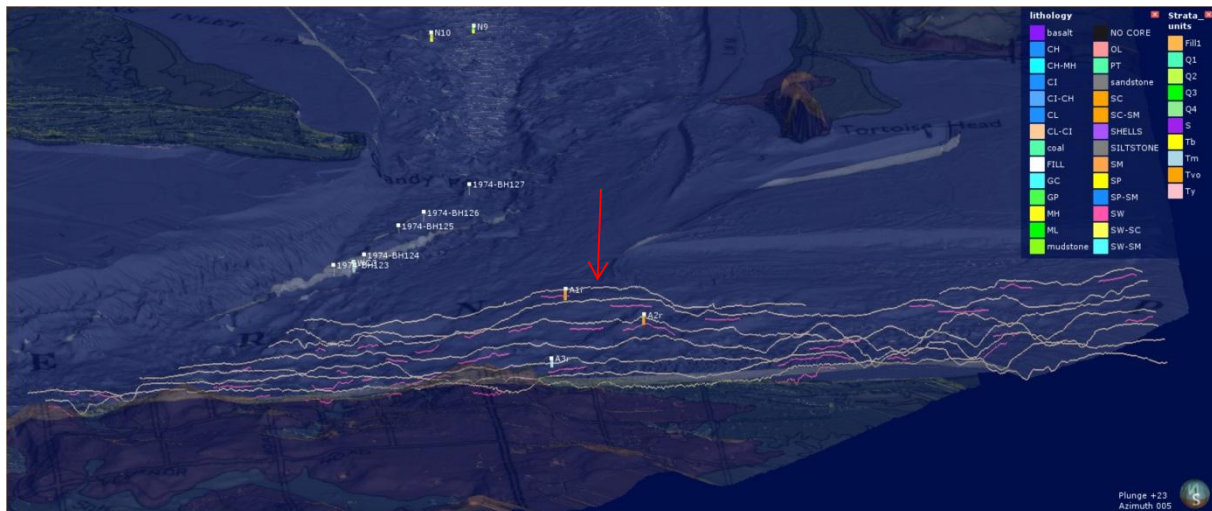 N10
N9
Tortoise Head
1974-BH127
1974-BH126
1974-BH125
1974-BH124
1974-BH123
A1r
A2r
E
R
N
lithology
basalt
CH
CH-MH
CI
CI-CH
CL
CL-CI
coal
FILL
GC
GP
MH
ML
mudstone
NO CORE
OL
PT
sandstone
SC
SC-SM
SHELLS
SILTSTONE
SM
SP
SP-SM
SW
SW-SC
SW-SM
Strata_
units
Fill1
Q1
Q2
Q3
Q4
S
Tb
Tm
Tvo
Ty
Plunge +23
Azimuth 005
S